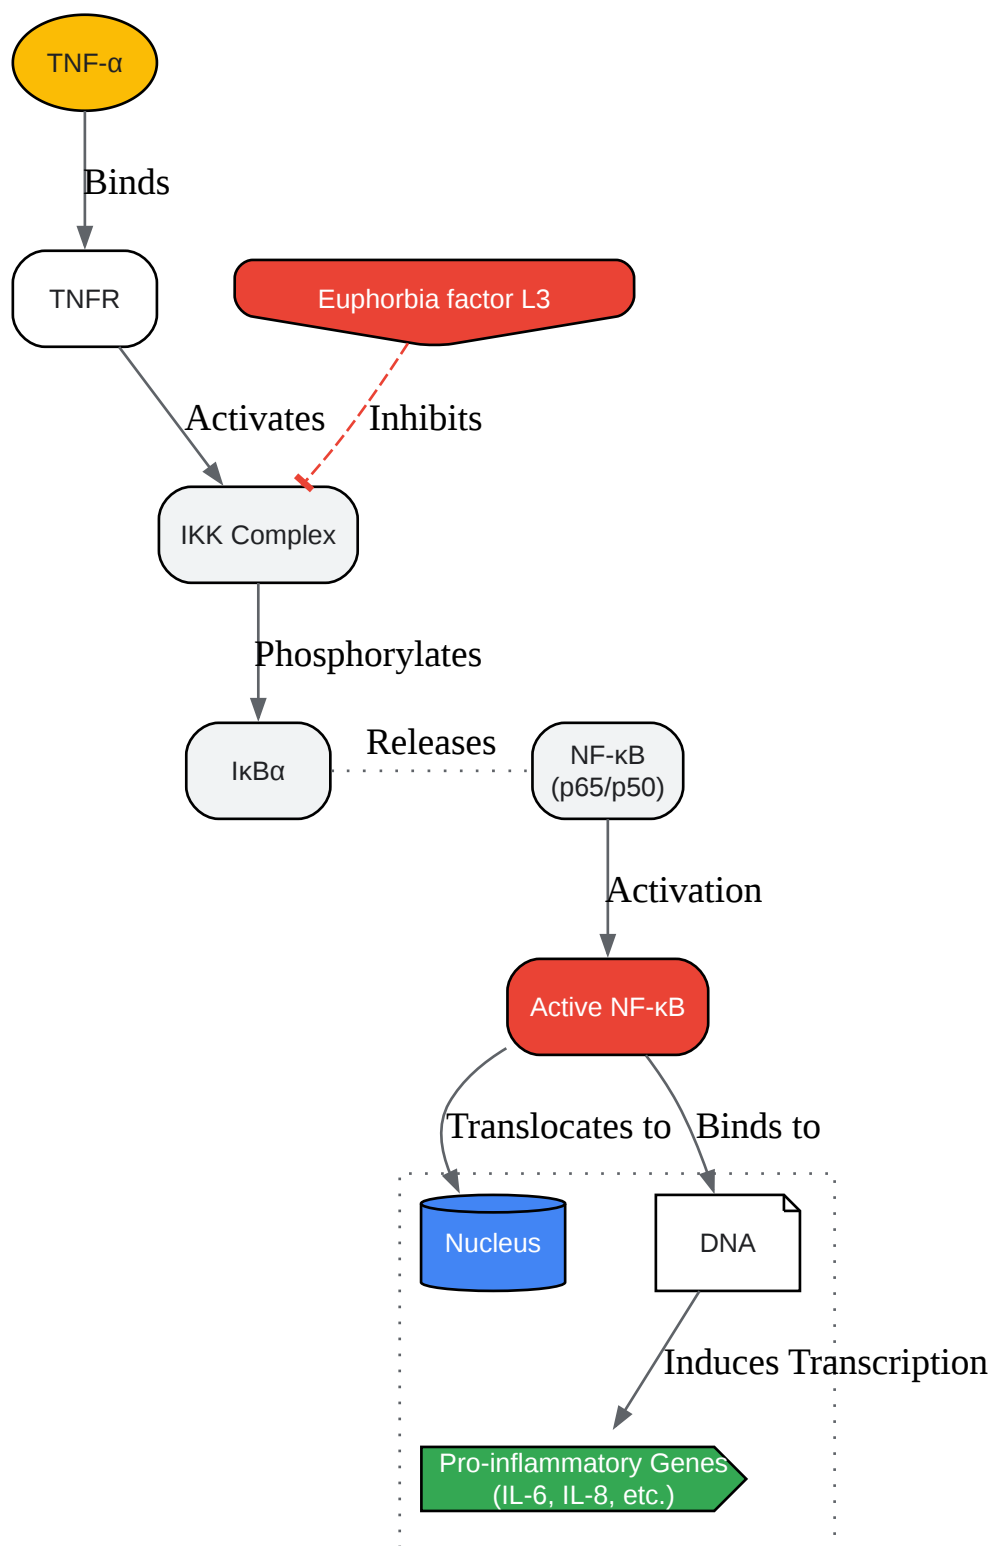 TNF-α
Binds
TNFR
Euphorbia factor L3
Activates
Inhibits
IKK Complex
Phosphorylates
IκBα
Releases
NF-κB
(p65/p50)
Activation
Active NF-κB
Translocates to
Binds to
Nucleus
DNA
Induces Transcription
Pro-inflammatory Genes
(IL-6, IL-8, etc.)